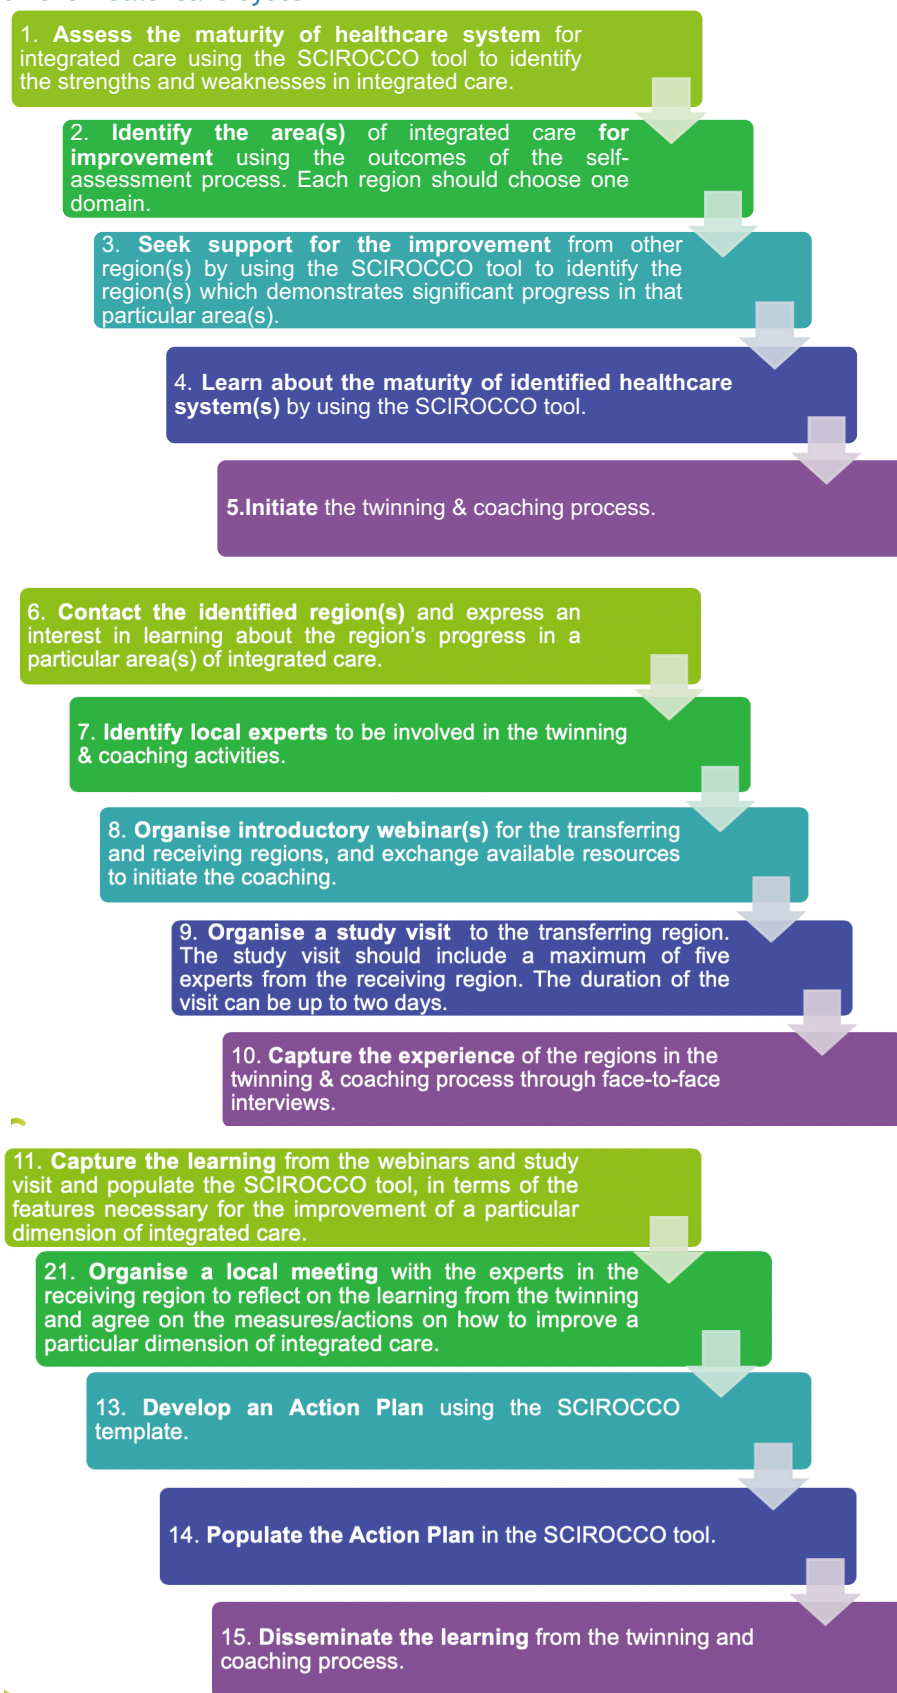 1. Assess the maturity of healthcare system for
integrated care using the SCIROCCO tool to identify
the strengths and weaknesses in integrated care.
2. Identify the area(s) of integrated care for
improvement using the outcomes of the self-
assessment process. Each region should choose one
domain.
3. Seek support for the improvement from other
region(s) by using the SCIROCCO tool to identify the
region(s) which demonstrates significant progress in that
particular area(s).
4. Learn about the maturity of identified healthcare
system(s) by using the SCIROCCO tool.
5.Initiate the twinning & coaching process.
6. Contact the identified region(s) and express an
interest in learning about the region's progress in a
particular area(s) of integrated care.
7. Identify local experts to be involved in the twinning
& coaching activities.
8. Organise introductory webinar(s) for the transferring
and receiving regions, and exchange available resources
to initiate the coaching.
9. Organise a study visit to the transferring region.
The study visit should include a maximum of five
experts from the receiving region. The duration of the
visit can be up to two days.
10. Capture the experience of the regions in the
twinning & coaching process through face-to-face
interviews.
11. Capture the learning from the webinars and study
visit and populate the SCIROCCO tool, in terms of the
features necessary for the improvement of a particular
dimension of integrated care.
21. Organise a local meeting with the experts in the
receiving region to reflect on the learning from the twinning
and agree on the measures/actions on how to improve a
particular dimension of integrated care.
13. Develop an Action Plan using the SCIROCCO
template.
14. Populate the Action Plan in the SCIROCCO tool.
15. Disseminate the learning from the twinning and
coaching process.